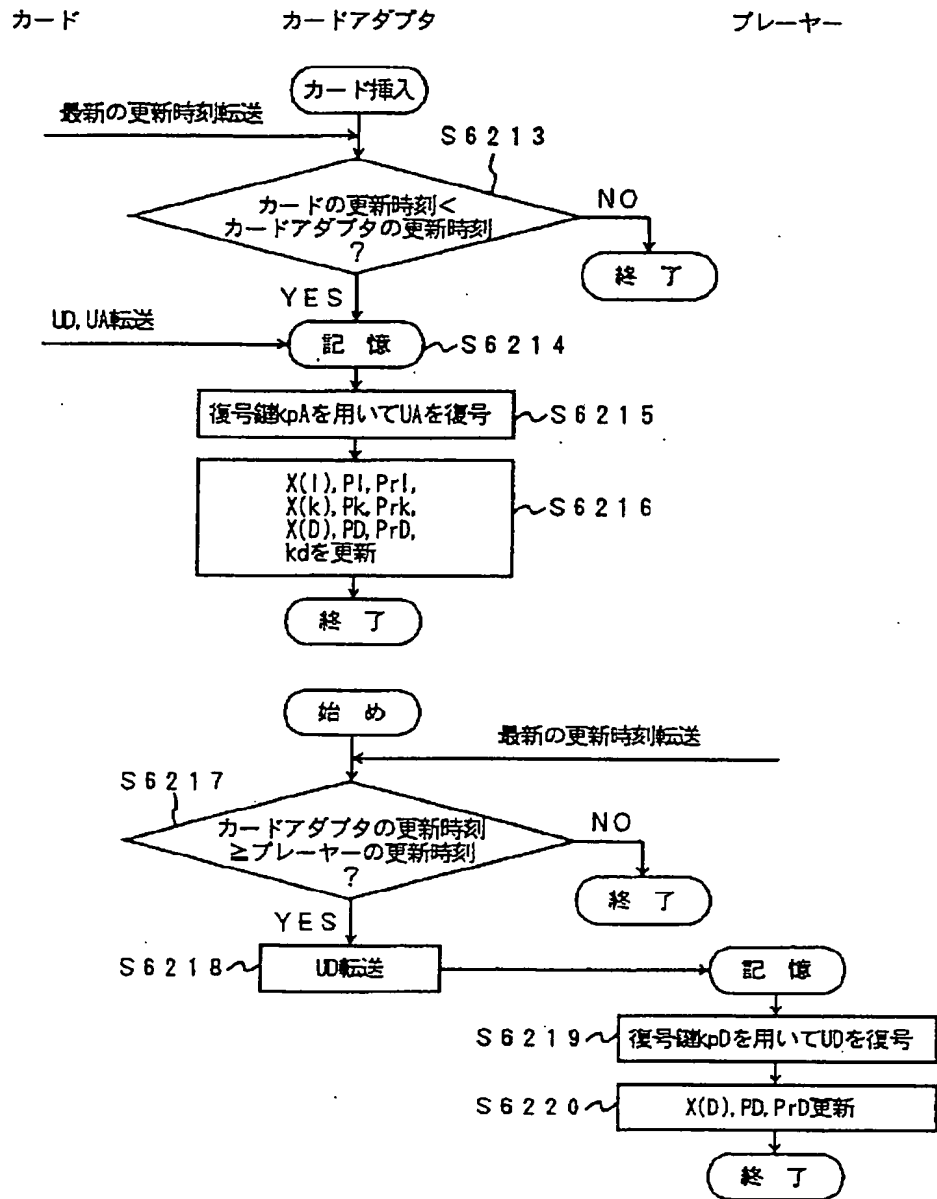 カード カードアダプタ プレーヤー
カード挿入
最新の更新時刻転送
S6213
カードの更新時刻<
カードアダプタの更新時刻
?
NO
終 了
YES
UD, UA転送
記 憶
S6214
復号鍵kpAを用いてUAを復号
S6215
X(I), PI, PrI,
X(k), Pk, Prk,
X(D), PD, PrD,
kdを更新
S6216
終 了
始 め
最新の更新時刻転送
S6217
カードアダプタの更新時刻
≧プレーヤーの更新時刻
?
NO
終 了
YES
S6218
UD転送
記 憶
S6219
復号鍵kpDを用いてUDを復号
S6220
X(D), PD, PrD更新
終 了